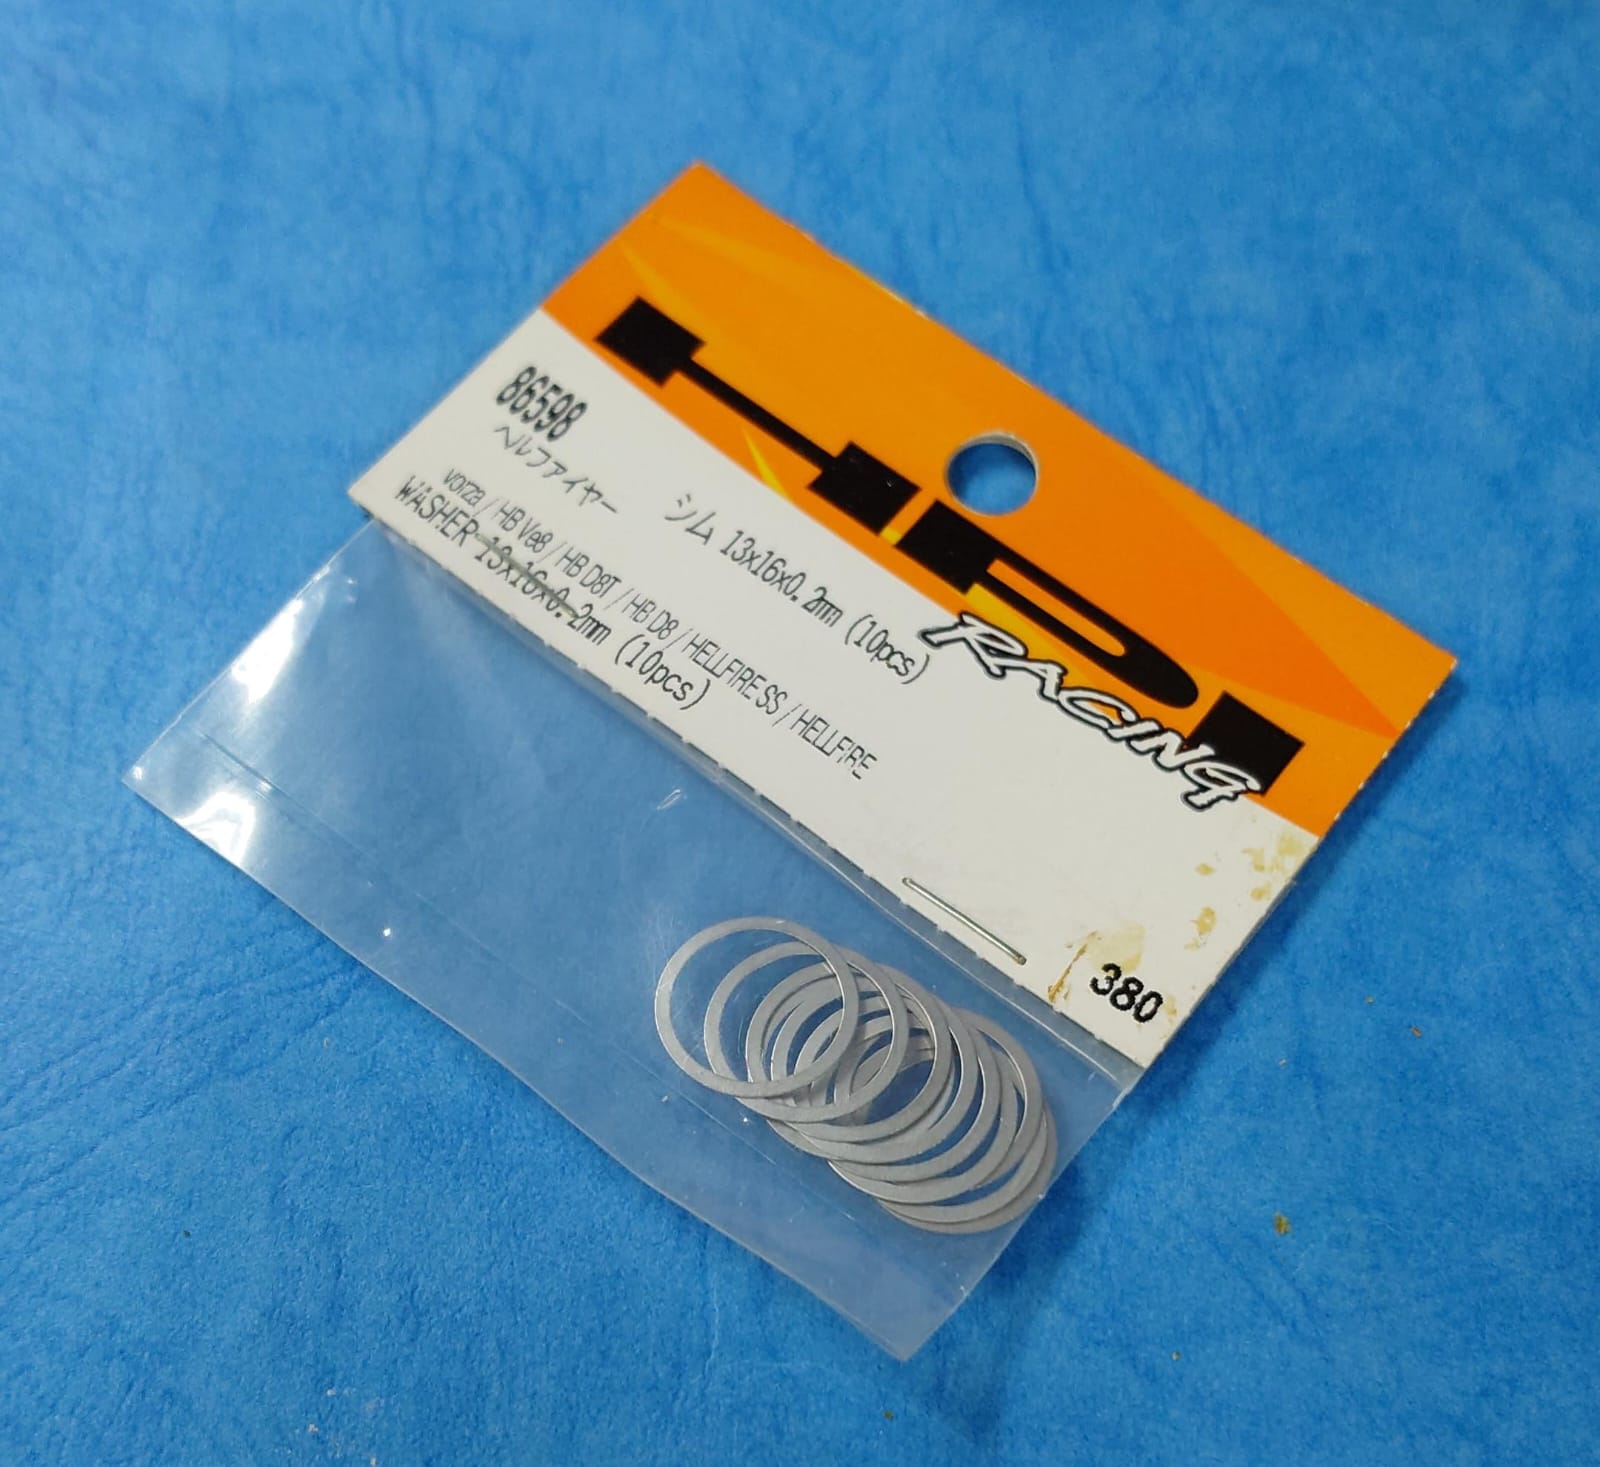 HPI
RACING
86598
ヘルファイヤー シム 13x16x0.2mm (10pcs)
vorza / HB Ve8 / HB D8T / HB D8 / HELLFIRE SS / HELLFIRE
WASHER 13x16x0.2mm (10pcs)
380